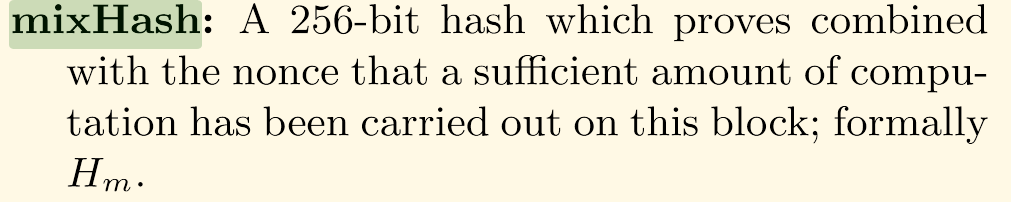 mixHash: A 256-bit hash which proves combined
with the nonce that a sufficient amount of compu-
tation has been carried out on this block; formally
Hm.